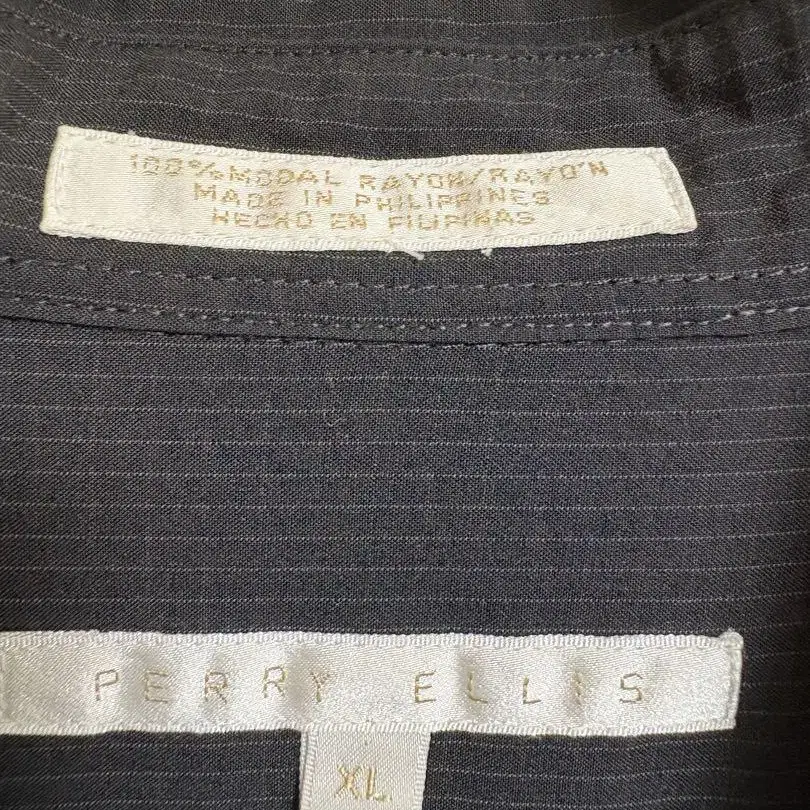 100% MODAL RAYON/RAYO'N
MADE IN PHILIPPINES
HECHO EN FILIPINAS
PERRY ELLIS
XL